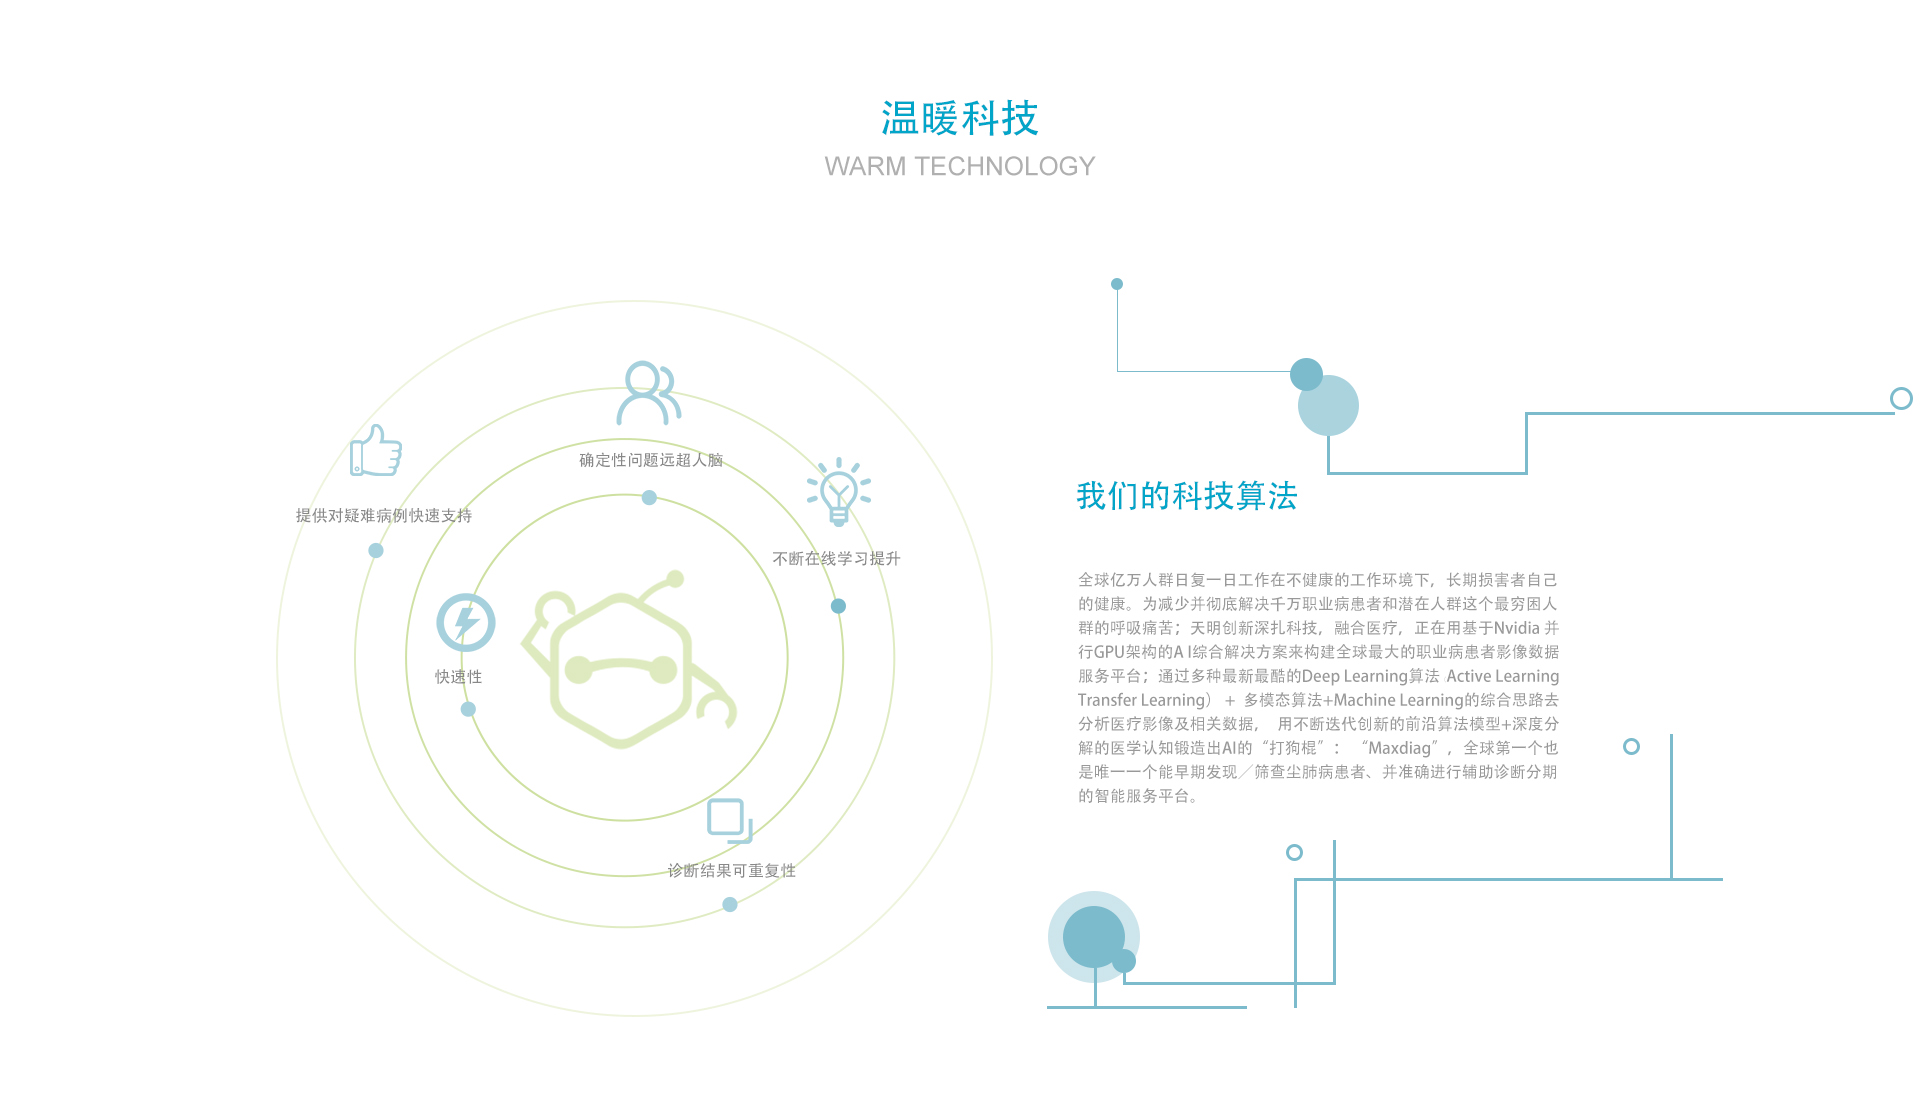 温暖科技
WARM TECHNOLOGY
确定性问题远超人脑
提供对疑难病例快速支持
不断在线学习提升
快速性
诊断结果可重复性
我们的科技算法
全球亿万人群日复一日工作在不健康的工作环境下，长期损害者自己
的健康。为减少并彻底解决千万职业病患者和潜在人群这个最穷困人
群的呼吸痛苦；天明创新深扎科技，融合医疗，正在用基于Nvidia 并
行GPU架构的A I综合解决方案来构建全球最大的职业病患者影像数据
服务平台；通过多种最新最酷的Deep Learning算法 Active Learning
Transfer Learning） + 多模态算法+Machine Learning的综合思路去
分析医疗影像及相关数据， 用不断迭代创新的前沿算法模型+深度分
解的医学认知锻造出AI的“打狗棍”： “Maxdiag”，全球第一个也
是唯一一个能早期发现／筛查尘肺病患者、并准确进行辅助诊断分期
的智能服务平台。